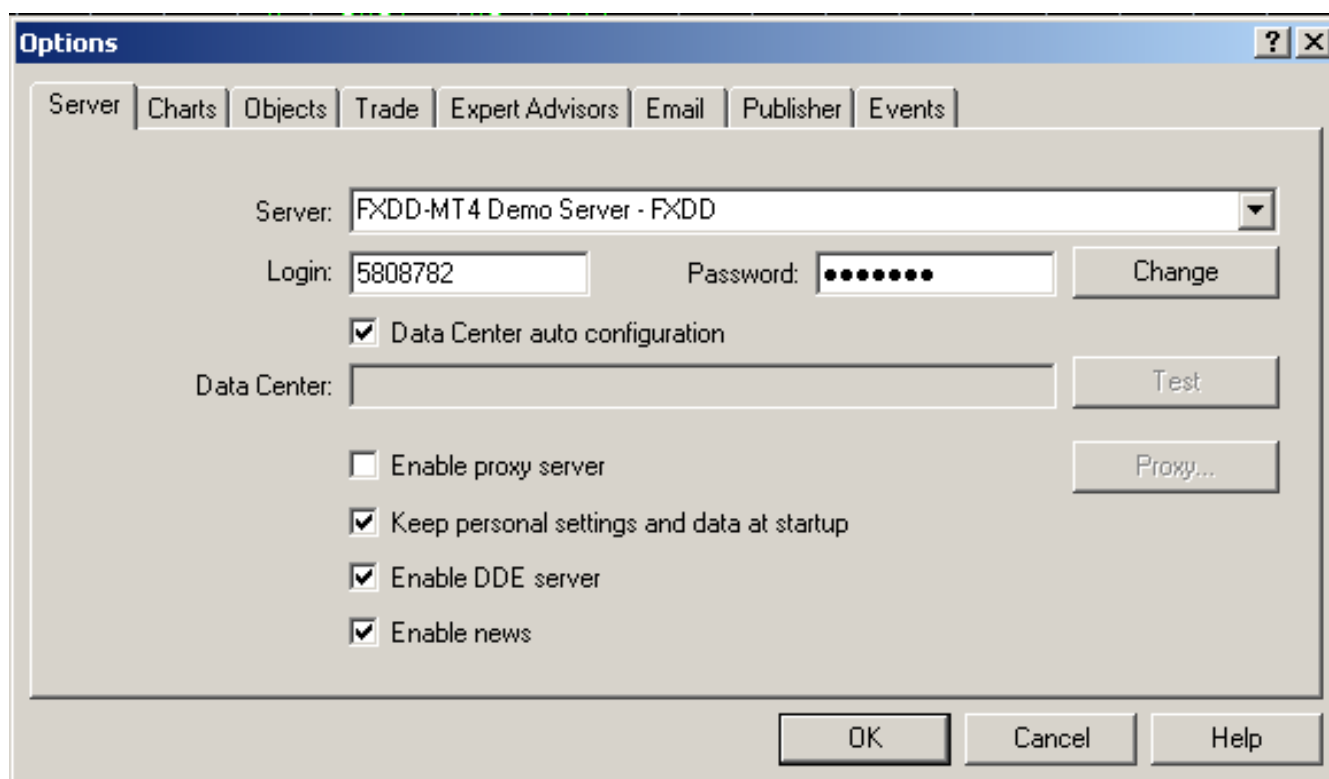 Options
Server Charts Objects Trade Expert Advisors Email Publisher Events
Server: FXDD-MT4 Demo Server - FXDD
Login: 5808782 Password: ●●●●●●● Change
Data Center auto configuration
Data Center: Test
Enable proxy server Proxy...
Keep personal settings and data at startup
Enable DDE server
Enable news
OK Cancel Help